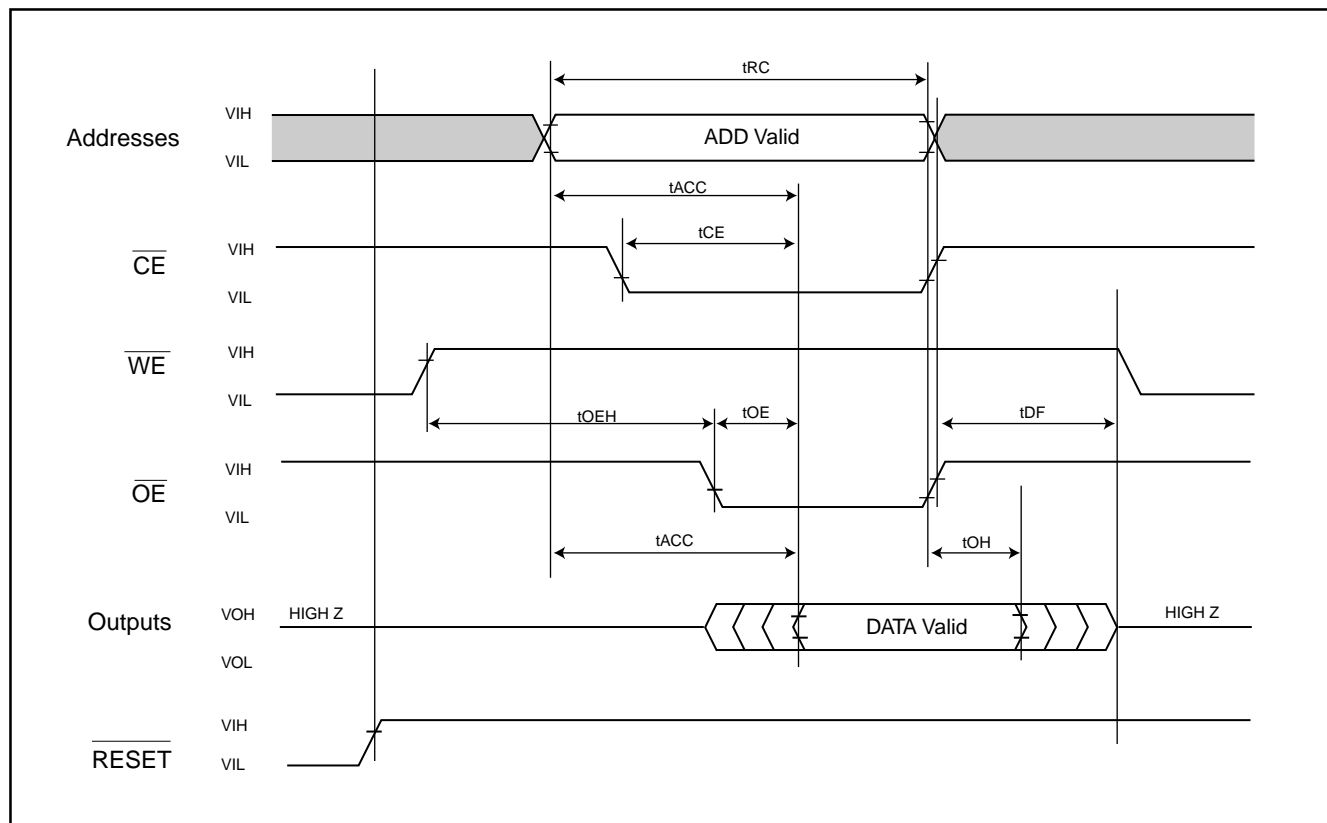 tRC
VIH
Addresses
ADD Valid
VIL
tACC
tCE
VIH
CE
VIL
VIH
WE
VIL
tOEH
tOE
tDF
VIH
OE
VIL
tACC
tOH
VOH
HIGH Z
HIGH Z
Outputs
DATA Valid
VOL
VIH
RESET
VIL